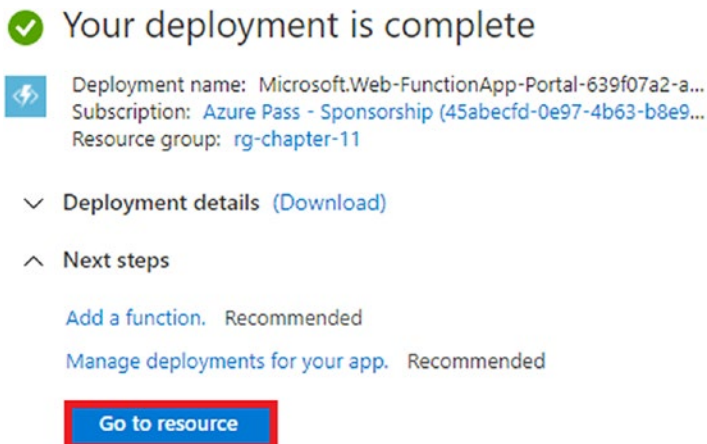 Your deployment is complete
Deployment name: Microsoft.Web-FunctionApp-Portal-639f07a2-a...
Subscription: Azure Pass - Sponsorship (45abecfd-0e97-4b63-b8e9...
Resource group: rg-chapter-11
Deployment details (Download)
Next steps
Add a function. Recommended
Manage deployments for your app. Recommended
Go to resource